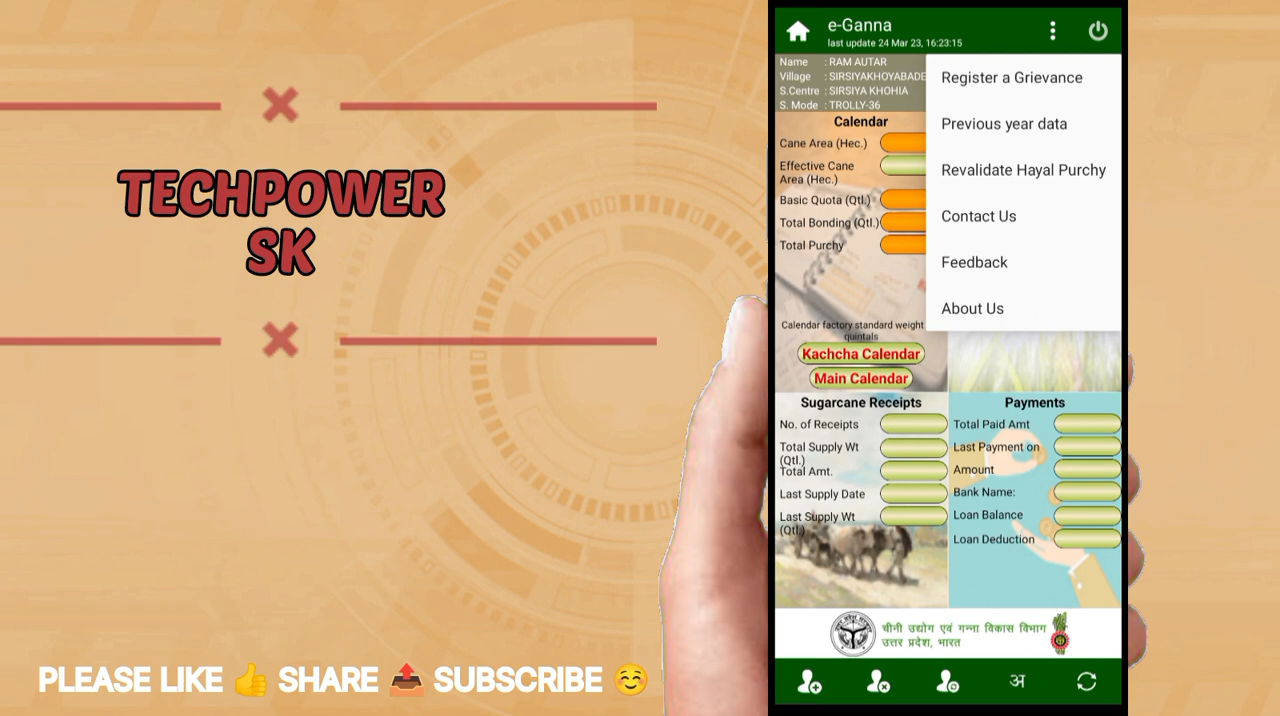 TECHPOWER
SK
PLEASE LIKE 👍 SHARE 📤 SUBSCRIBE ☺️
e-Ganna
last update 24 Mar 23, 16:23:15
Name : RAM AUTAR
Village : SIRSIYAKHOYABADE
S.Centre : SIRSIYA KHOHIA
S. Mode : TROLLY-36
Register a Grievance
Previous year data
Revalidate Hayal Purchy
Contact Us
Feedback
About Us
Calendar
Cane Area (Hec.)
Effective Cane
Area (Hec.)
Basic Quota (Qtl.)
Total Bonding (Qtl.)
Total Purchy
Calendar factory standard weight
quintals
Kachcha Calendar
Main Calendar
Sugarcane Receipts
No. of Receipts
Total Supply Wt
(Qtl.)
Total Amt.
Last Supply Date
Last Supply Wt
(Qtl.)
Payments
Total Paid Amt
Last Payment on
Amount
Bank Name:
Loan Balance
Loan Deduction
चीनी उद्योग एवं गन्ना विकास विभाग
उत्तर प्रदेश, भारत
अ